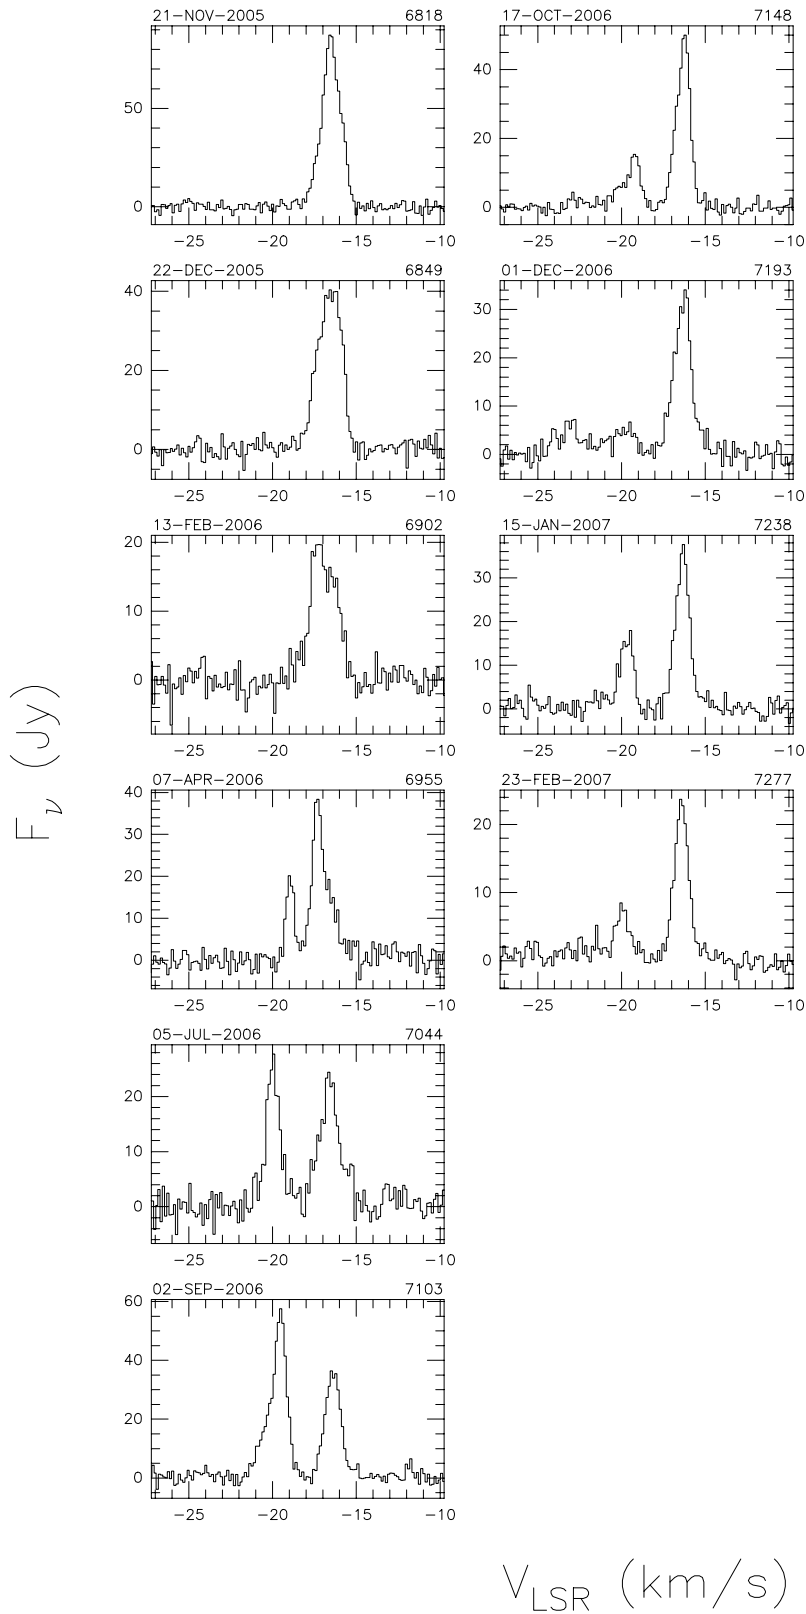 21-NOV-2005 6818
50
0
-25 -20 -15 -10
22-DEC-2005 6849
40
20
0
-25 -20 -15 -10
13-FEB-2006 6902
20
10
0
-25 -20 -15 -10
07-APR-2006 6955
40
30
20
10
0
-25 -20 -15 -10
05-JUL-2006 7044
20
10
0
-25 -20 -15 -10
02-SEP-2006 7103
60
40
20
0
-25 -20 -15 -10
17-OCT-2006 7148
40
20
0
-25 -20 -15 -10
01-DEC-2006 7193
30
20
10
0
-25 -20 -15 -10
15-JAN-2007 7238
30
20
10
0
-25 -20 -15 -10
23-FEB-2007 7277
20
10
0
-25 -20 -15 -10
Fν (Jy)
VLSR (km/s)